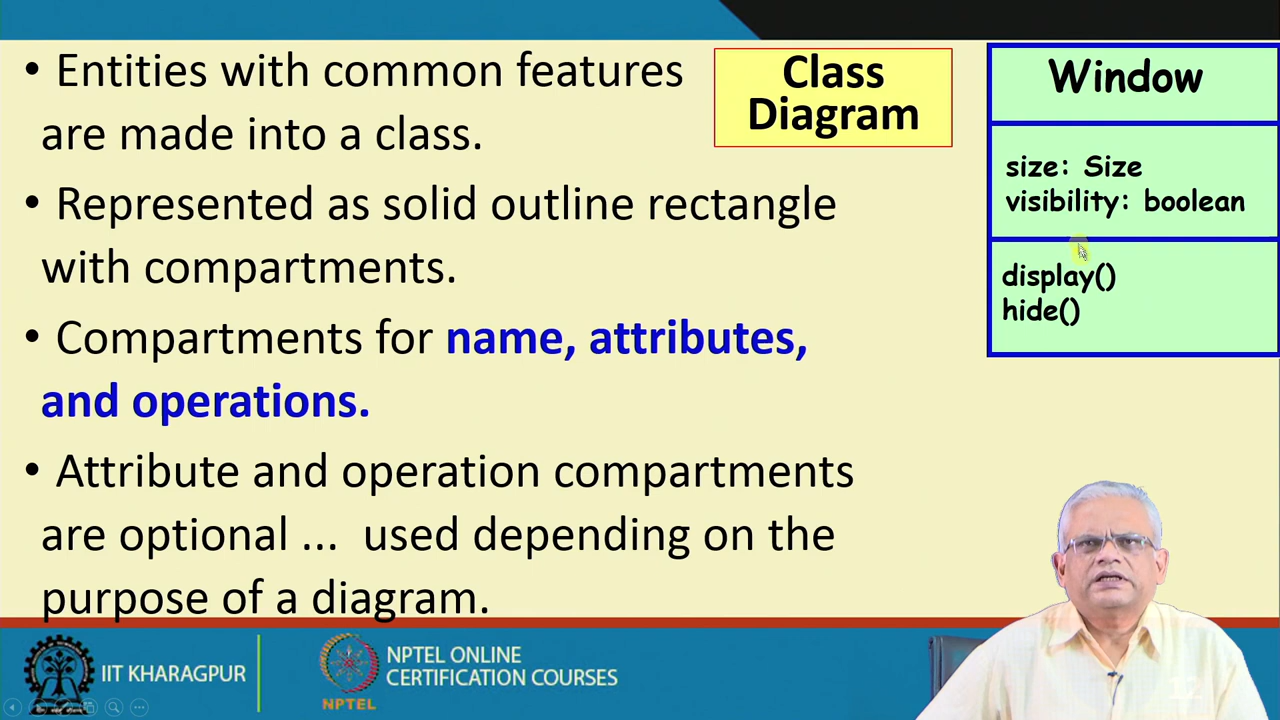 • Entities with common features
are made into a class.
Class
Diagram
• Represented as solid outline rectangle
with compartments.
• Compartments for name, attributes,
and operations.
• Attribute and operation compartments
are optional ... used depending on the
purpose of a diagram.
Window
size: Size
visibility: boolean
display()
hide()
IIT KHARAGPUR
NPTEL
NPTEL ONLINE
CERTIFICATION COURSES